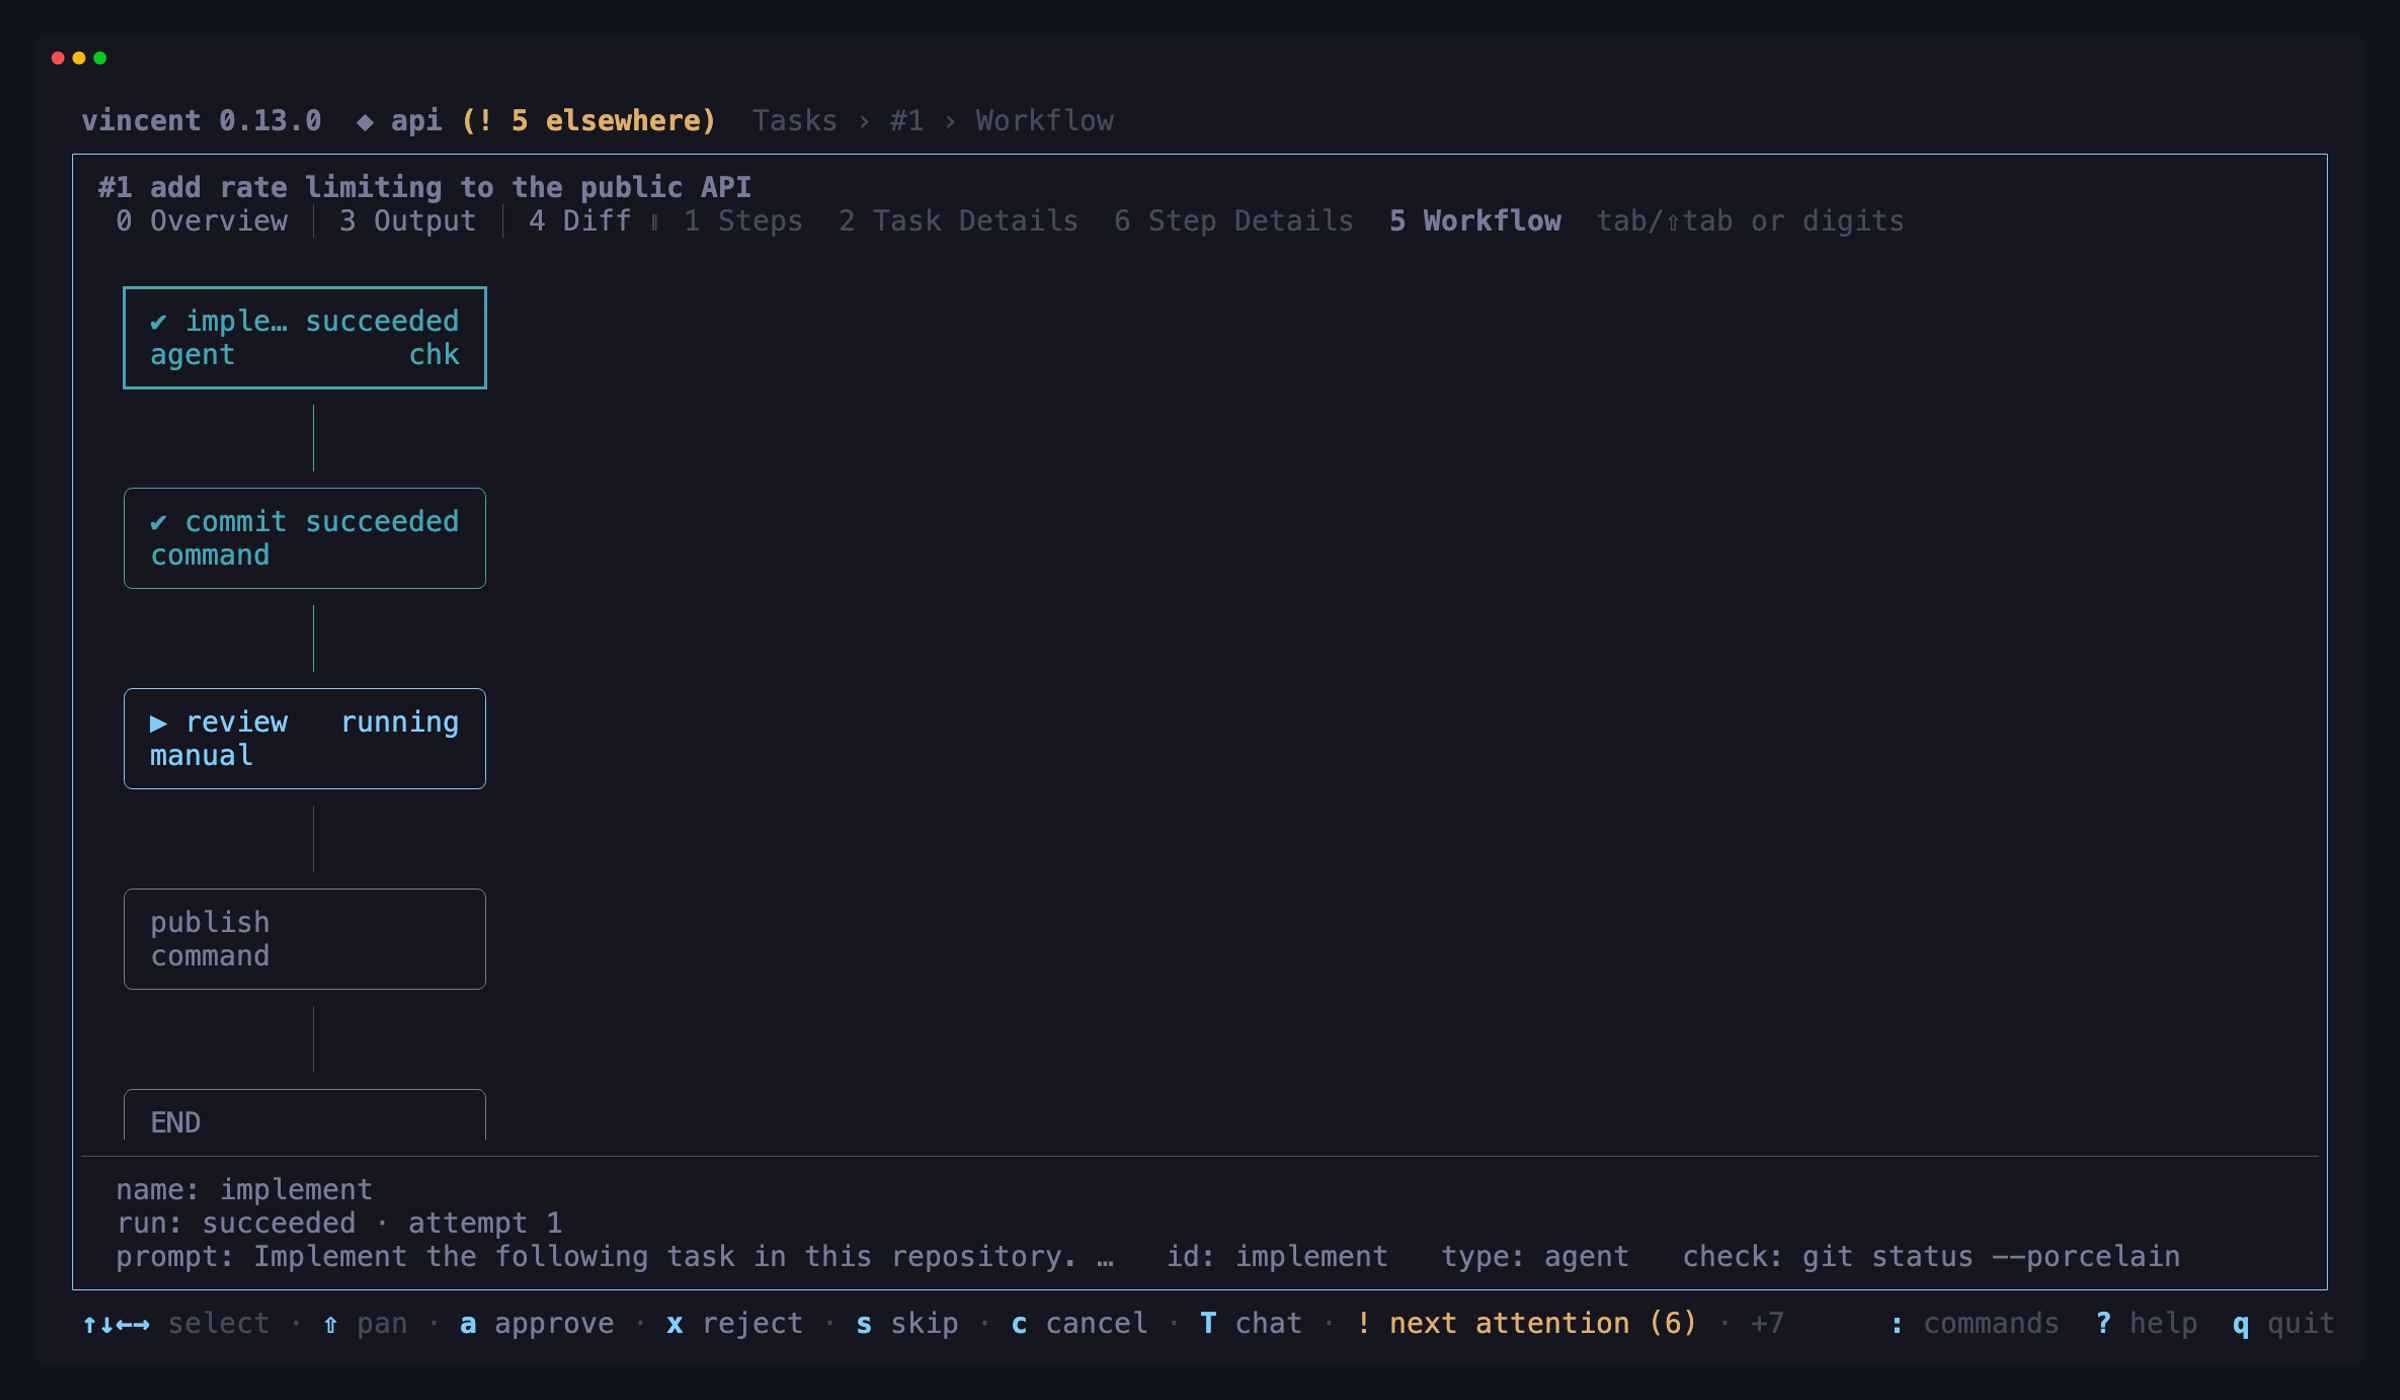 vincent 0.13.0 ◆ api (! 5 elsewhere) Tasks › #1 › Workflow
#1 add rate limiting to the public API
0 Overview │ 3 Output │ 4 Diff ‖ 1 Steps 2 Task Details 6 Step Details 5 Workflow tab/⇧tab or digits
✔ imple… succeeded
agent chk
✔ commit succeeded
command
▶ review running
manual
publish
command
END
name: implement
run: succeeded · attempt 1
prompt: Implement the following task in this repository. … id: implement type: agent check: git status --porcelain
↑↓←→ select · ⇧ pan · a approve · x reject · s skip · c cancel · T chat · ! next attention (6) · +7 : commands ? help q quit